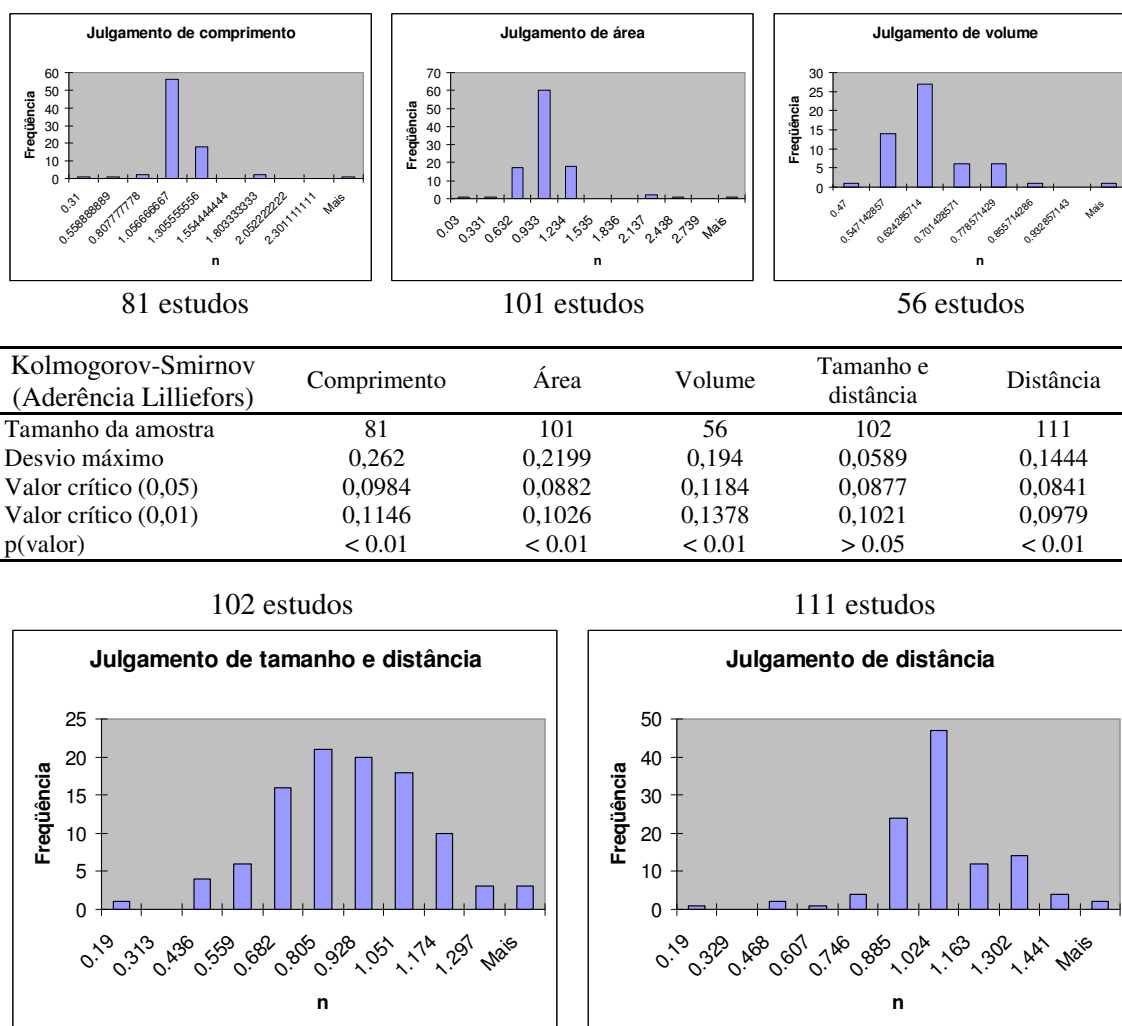 Julgamento de comprimento
Freqüência
60
50
40
30
20
10
0
0.31
0.558888889
0.807777778
1.056666667
1.305555556
1.554444444
1.803333333
2.052222222
2.301111111
Mais
n
81 estudos
Julgamento de área
Freqüência
70
60
50
40
30
20
10
0
0.03
0.331
0.632
0.933
1.234
1.535
1.836
2.137
2.438
2.739
Mais
n
101 estudos
Julgamento de volume
Freqüência
30
25
20
15
10
5
0
0.47
0.547142857
0.624285714
0.701428571
0.778571429
0.855714286
0.932857143
Mais
n
56 estudos
Kolmogorov-Smirnov
(Aderência Lilliefors) Comprimento Área Volume Tamanho e distância Distância
Tamanho da amostra 81 101 56 102 111
Desvio máximo 0,262 0,2199 0,194 0,0589 0,1444
Valor crítico (0,05) 0,0984 0,0882 0,1184 0,0877 0,0841
Valor crítico (0,01) 0,1146 0,1026 0,1378 0,1021 0,0979
p(valor) < 0.01 < 0.01 < 0.01 > 0.05 < 0.01
102 estudos
Julgamento de tamanho e distância
Freqüência
25
20
15
10
5
0
0.19
0.313
0.436
0.559
0.682
0.805
0.928
1.051
1.174
1.297
Mais
n
111 estudos
Julgamento de distância
Freqüência
50
40
30
20
10
0
0.19
0.329
0.468
0.607
0.746
0.885
1.024
1.163
1.302
1.441
Mais
n